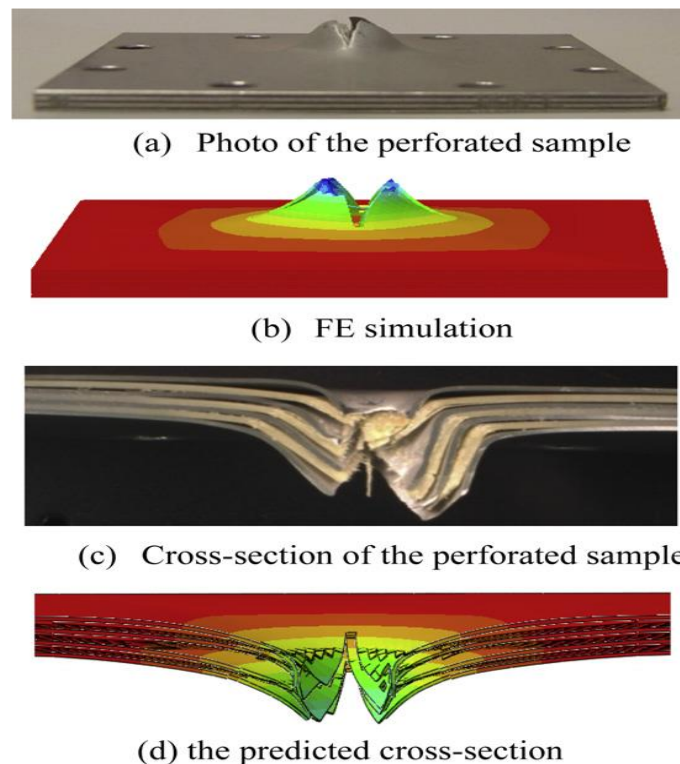 (a) Photo of the perforated sample
(b) FE simulation
(c) Cross-section of the perforated sample
(d) the predicted cross-section